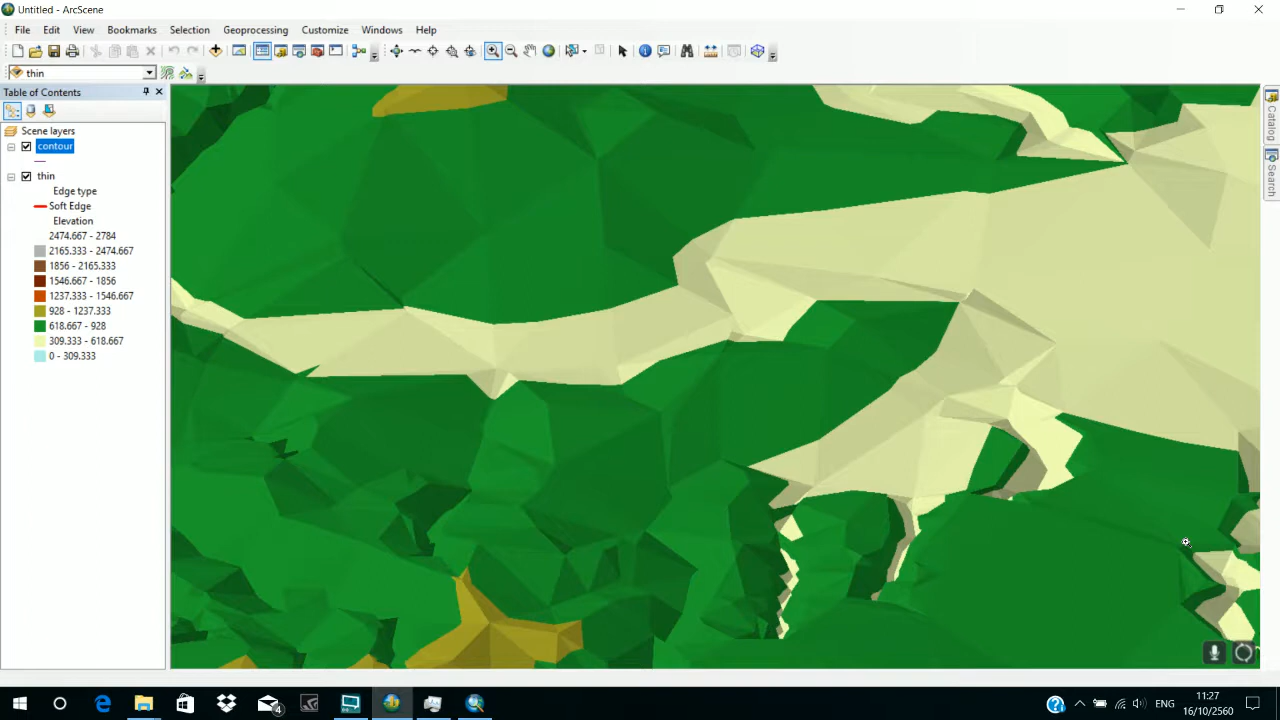 Untitled - ArcScene
File Edit View Bookmarks Selection Geoprocessing Customize Windows Help
thin
Table of Contents
Scene layers
contour
thin
Edge type
Soft Edge
Elevation
2474.667 - 2784
2165.333 - 2474.667
1856 - 2165.333
1546.667 - 1856
1237.333 - 1546.667
928 - 1237.333
618.667 - 928
309.333 - 618.667
0 - 309.333
Catalog
Search
4
ENG
11:27
16/10/2560